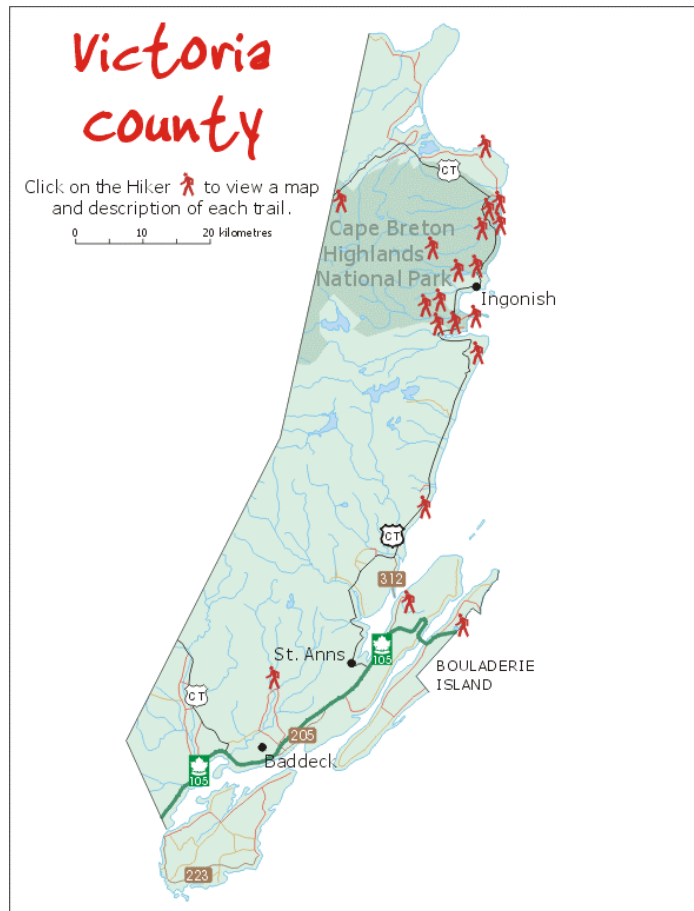 Victoria
county
Click on the Hiker to view a map
and description of each trail.
0 10 20 kilometres
CT
Cape Breton
Highlands
National Park
Ingonish
CT
312
St. Anns
105
BOULADERIE
ISLAND
CT
205
Baddeck
105
223